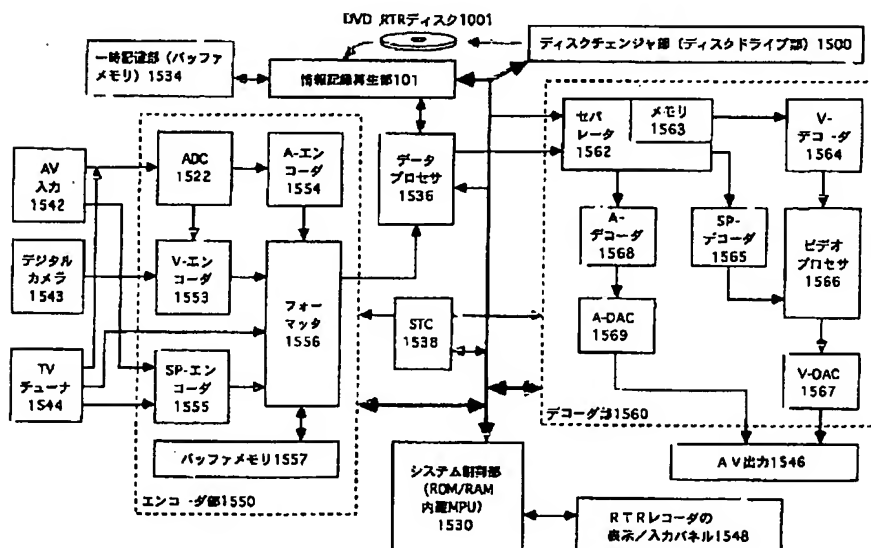 DVD RTRディスク1001
ディスクチェンジャ部(ディスクドライブ部)1500
一時記憶部(バッファ
メモリ)1534
情報記録再生部101
AV
入力
1542
デジタル
カメラ
1543
TV
チューナ
1544
ADC
1522
A-エン
コーダ
1554
V-エン
コーダ
1553
SP-エン
コーダ
1555
フォー
マッタ
1556
バッファメモリ1557
エンコーダ部1550
データ
プロセサ
1536
STC
1538
システム制御部
(ROM/RAM
内蔵MPU)
1530
RTRレコーダの
表示/入力パネル1548
セパ
レータ
1562
メモリ
1563
V-
デコーダ
1564
A-
デコーダ
1568
SP-
デコーダ
1565
ビデオ
プロセサ
1566
A-DAC
1569
V-DAC
1567
デコーダ部1560
AV出力1546